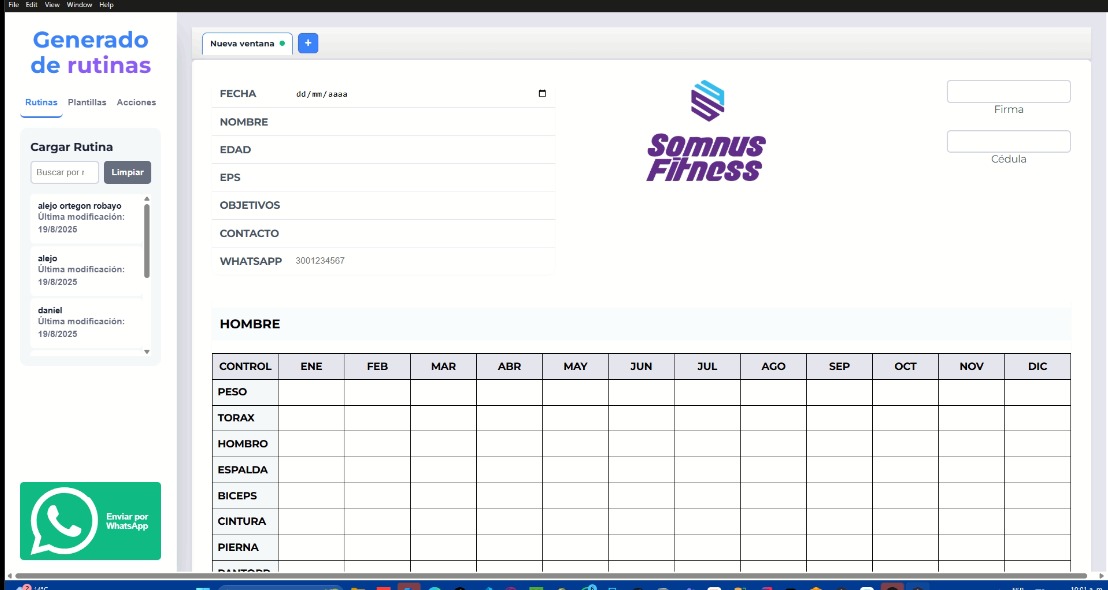 File Edit View Window Help
Generado
de rutinas
Rutinas Plantillas Acciones
Cargar Rutina
Buscar por r Limpiar
alejo ortegon robayo
Última modificación:
19/8/2025
alejo
Última modificación:
19/8/2025
daniel
Última modificación:
19/8/2025
Enviar por
WhatsApp
Nueva ventana +
FECHA dd/mm/aaaa
NOMBRE
EDAD
EPS
OBJETIVOS
CONTACTO
WHATSAPP 3001234567
Somnus
Fitness
Firma
Cédula
HOMBRE
CONTROL ENE FEB MAR ABR MAY JUN JUL AGO SEP OCT NOV DIC
PESO
TORAX
HOMBRO
ESPALDA
BICEPS
CINTURA
PIERNA